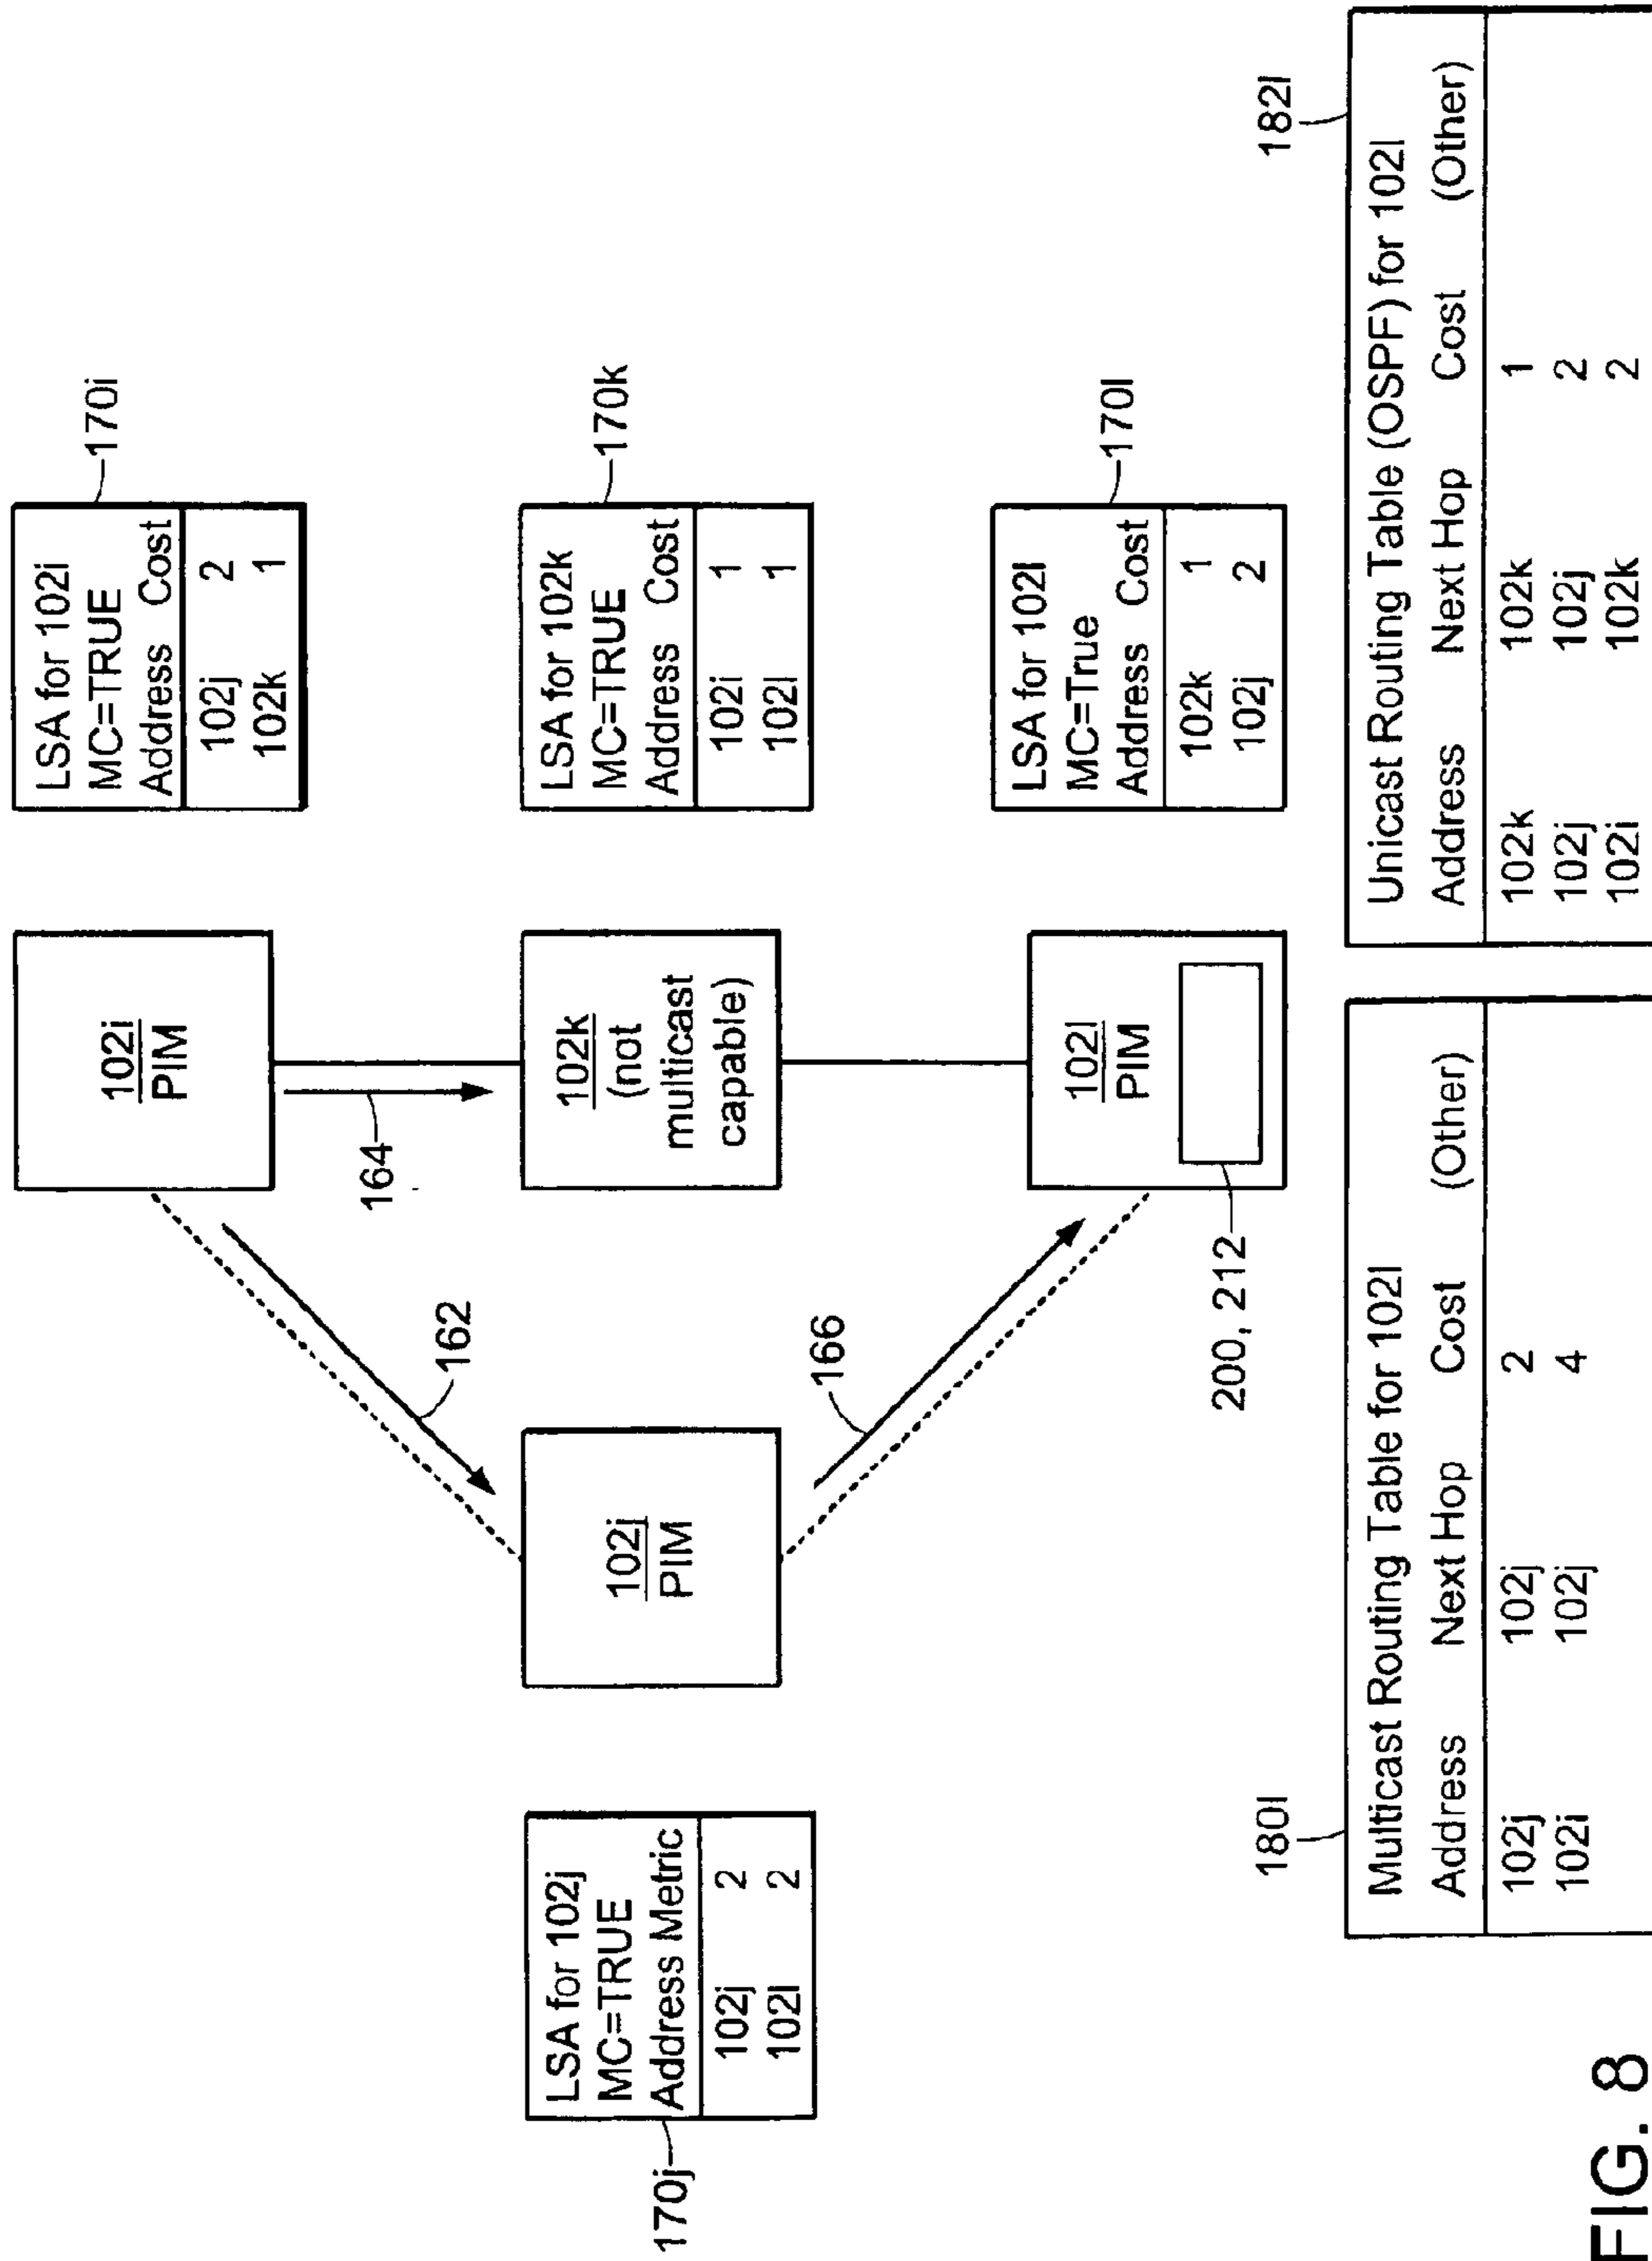 LSA for 102i
MC=TRUE
Address Cost
102j 2
102k 1
170i
102i
PIM
164
162
LSA for 102j
MC=TRUE
Address Metric
102j 2
102l 2
170j
102j
PIM
102k
(not
multicast
capable)
LSA for 102k
MC=TRUE
Address Cost
102i 1
102l 1
170k
166
102l
PIM
200, 212
LSA for 102l
MC=True
Address Cost
102k 1
102j 2
170l
180l
Multicast Routing Table for 102l
Address Next Hop Cost (Other)
102j 102j 2
102i 102j 4
182l
Unicast Routing Table (OSPF) for 102l
Address Next Hop Cost (Other)
102k 102k 1
102j 102j 2
102i 102k 2
FIG. 8